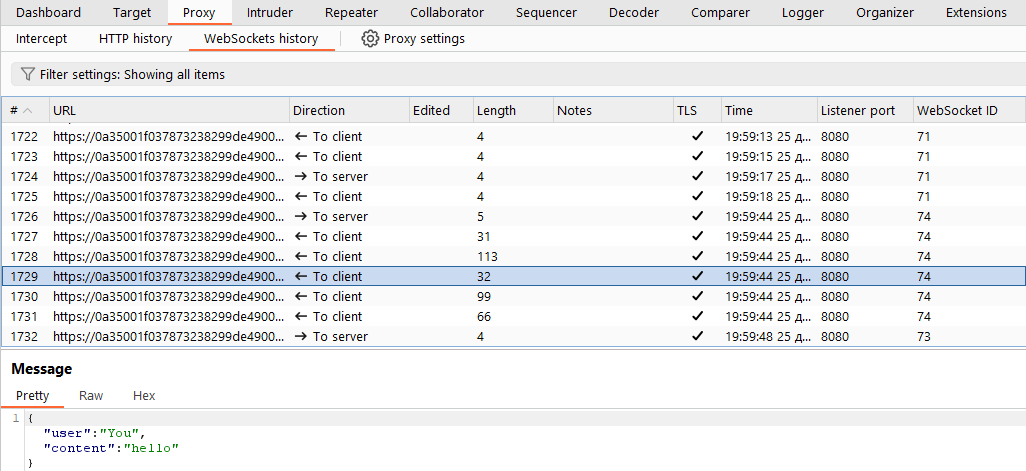 Dashboard Target Proxy Intruder Repeater Collaborator Sequencer Decoder Comparer Logger Organizer Extensions
Intercept HTTP history WebSockets history Proxy settings
Filter settings: Showing all items
# URL Direction Edited Length Notes TLS Time Listener port WebSocket ID
1722 https://0a35001f037873238299de4900... ← To client 4 ✓ 19:59:13 25 д... 8080 71
1723 https://0a35001f037873238299de4900... ← To client 4 ✓ 19:59:15 25 д... 8080 71
1724 https://0a35001f037873238299de4900... → To server 4 ✓ 19:59:17 25 д... 8080 71
1725 https://0a35001f037873238299de4900... ← To client 4 ✓ 19:59:18 25 д... 8080 71
1726 https://0a35001f037873238299de4900... → To server 5 ✓ 19:59:44 25 д... 8080 74
1727 https://0a35001f037873238299de4900... ← To client 31 ✓ 19:59:44 25 д... 8080 74
1728 https://0a35001f037873238299de4900... ← To client 113 ✓ 19:59:44 25 д... 8080 74
1729 https://0a35001f037873238299de4900... ← To client 32 ✓ 19:59:44 25 д... 8080 74
1730 https://0a35001f037873238299de4900... ← To client 99 ✓ 19:59:44 25 д... 8080 74
1731 https://0a35001f037873238299de4900... ← To client 66 ✓ 19:59:44 25 д... 8080 74
1732 https://0a35001f037873238299de4900... → To server 4 ✓ 19:59:48 25 д... 8080 73
Message
Pretty Raw Hex
1 {
"user":"You",
"content":"hello"
}